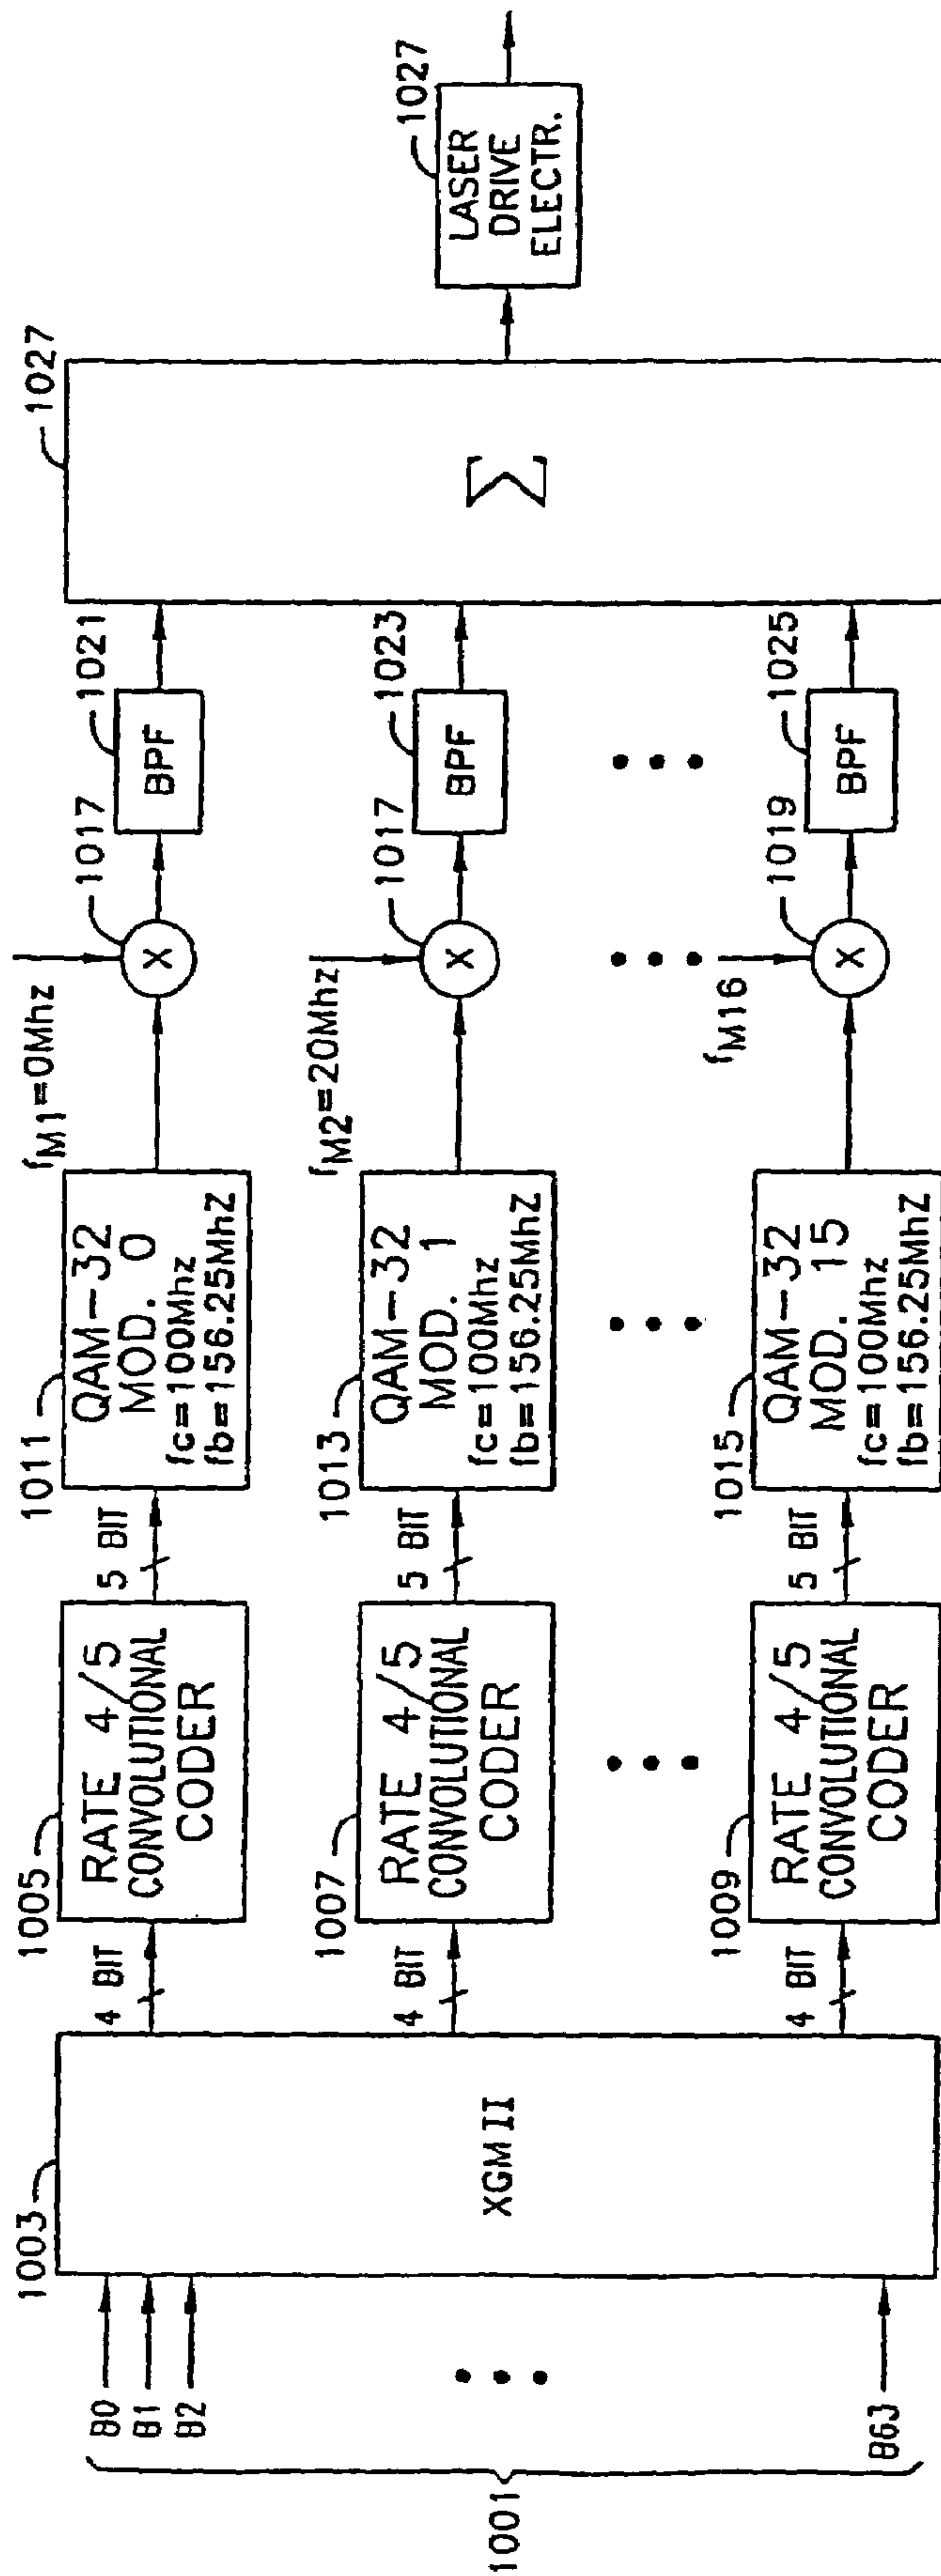 1001
B0
B1
B2
B63
1003
XGMII
4 BIT
4 BIT
4 BIT
1005
RATE 4/5
CONVOLUTIONAL
CODER
1007
RATE 4/5
CONVOLUTIONAL
CODER
1009
RATE 4/5
CONVOLUTIONAL
CODER
5 BIT
5 BIT
5 BIT
1011
QAM-32
MOD. 0
fc=100Mhz
fb=156.25MhZ
1013
QAM-32
MOD. 1
fc=100Mhz
fb=156.25MhZ
1015
QAM-32
MOD. 15
fc=100Mhz
fb=156.25MhZ
fM1=0Mhz
fM2=20Mhz
fM16
X
1017
X
1017
X
1019
BPF
1021
BPF
1023
BPF
1025
Σ
1027
LASER
DRIVE
ELECTR.
1027